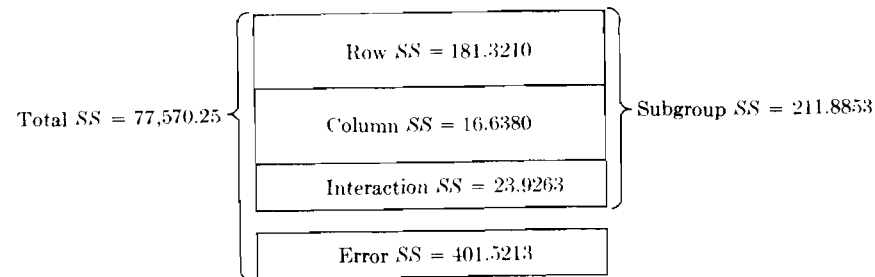 Row SS = 181.3210
Total SS = 77,570.25
Column SS = 16.6380
Subgroup SS = 211.8853
Interaction SS = 23.9263
Error SS = 401.5213